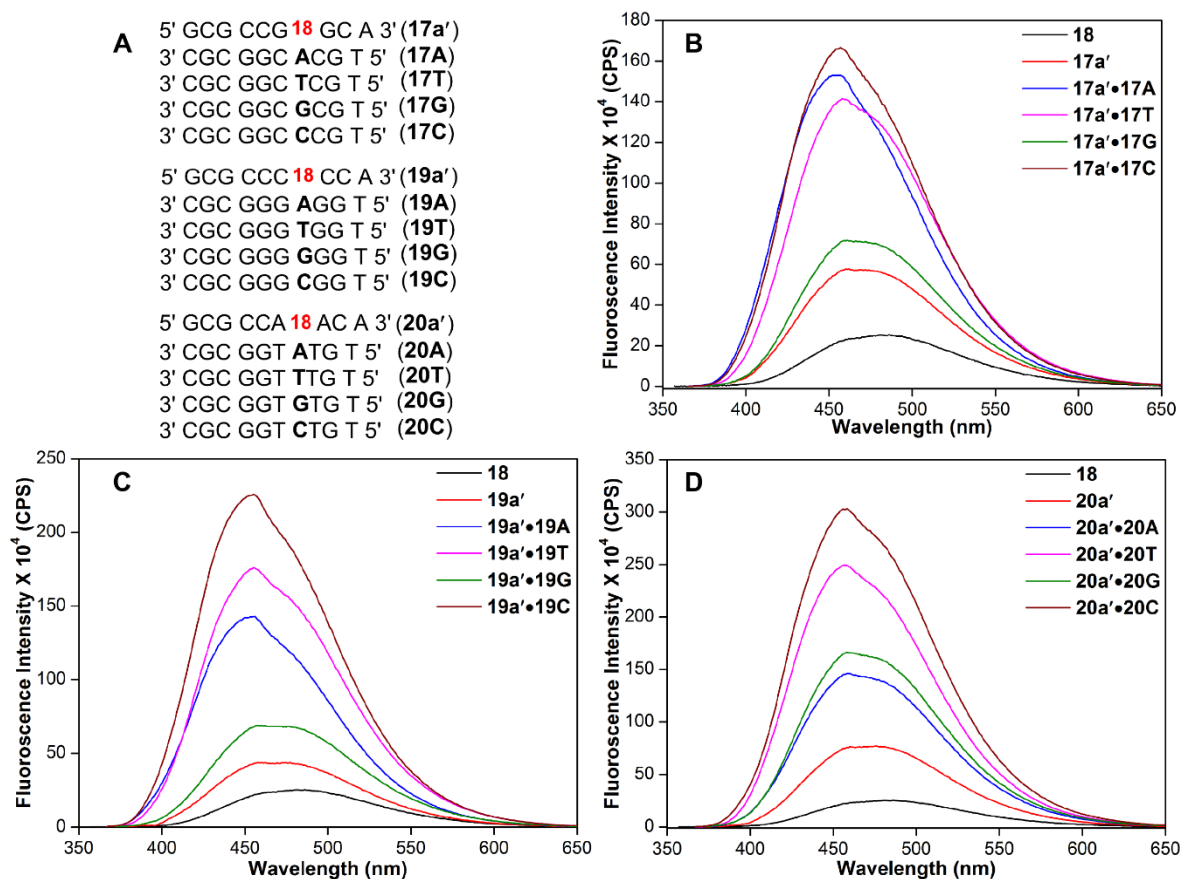 A
5' GCG CCG 18 GCA 3' (17a′)
3' CGC GGC ACG T 5' (17A)
3' CGC GGC TCG T 5' (17T)
3' CGC GGC GCG T 5' (17G)
3' CGC GGC CCG T 5' (17C)
5' GCG CCC 18 CC A 3' (19a′)
3' CGC GGG AGG T 5' (19A)
3' CGC GGG TGG T 5' (19T)
3' CGC GGG GGG T 5' (19G)
3' CGC GGG CGG T 5' (19C)
5' GCG CCA 18 ACA 3' (20a′)
3' CGC GGT ATG T 5' (20A)
3' CGC GGT TTG T 5' (20T)
3' CGC GGT GTG T 5' (20G)
3' CGC GGT CTG T 5' (20C)
B
18
17a′
17a′•17A
17a′•17T
17a′•17G
17a′•17C
Fluorescence Intensity X 10⁴ (CPS)
180
160
140
120
100
80
60
40
20
0
350 400 450 500 550 600 650
Wavelength (nm)
C
18
19a′
19a′•19A
19a′•19T
19a′•19G
19a′•19C
Fluorescence Intensity X 10⁴ (CPS)
250
200
150
100
50
0
350 400 450 500 550 600 650
Wavelength (nm)
D
18
20a′
20a′•20A
20a′•20T
20a′•20G
20a′•20C
Fluorescence Intensity X 10⁴ (CPS)
350
300
250
200
150
100
50
0
350 400 450 500 550 600 650
Wavelength (nm)